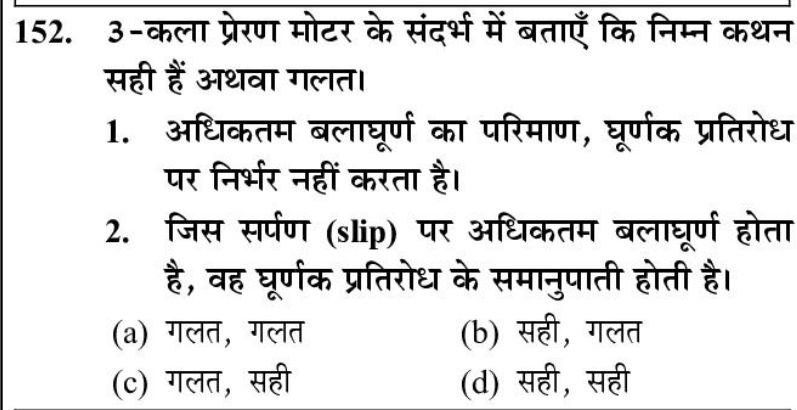 152. 3-कला प्रेरण मोटर के संदर्भ में बताएँ कि निम्न कथन
सही हैं अथवा गलत।
1. अधिकतम बलाघूर्ण का परिमाण, घूर्णक प्रतिरोध
पर निर्भर नहीं करता है।
2. जिस सर्पण (slip) पर अधिकतम बलाघूर्ण होता
है, वह घूर्णक प्रतिरोध के समानुपाती होती है।
(a) गलत, गलत (b) सही, गलत
(c) गलत, सही (d) सही, सही